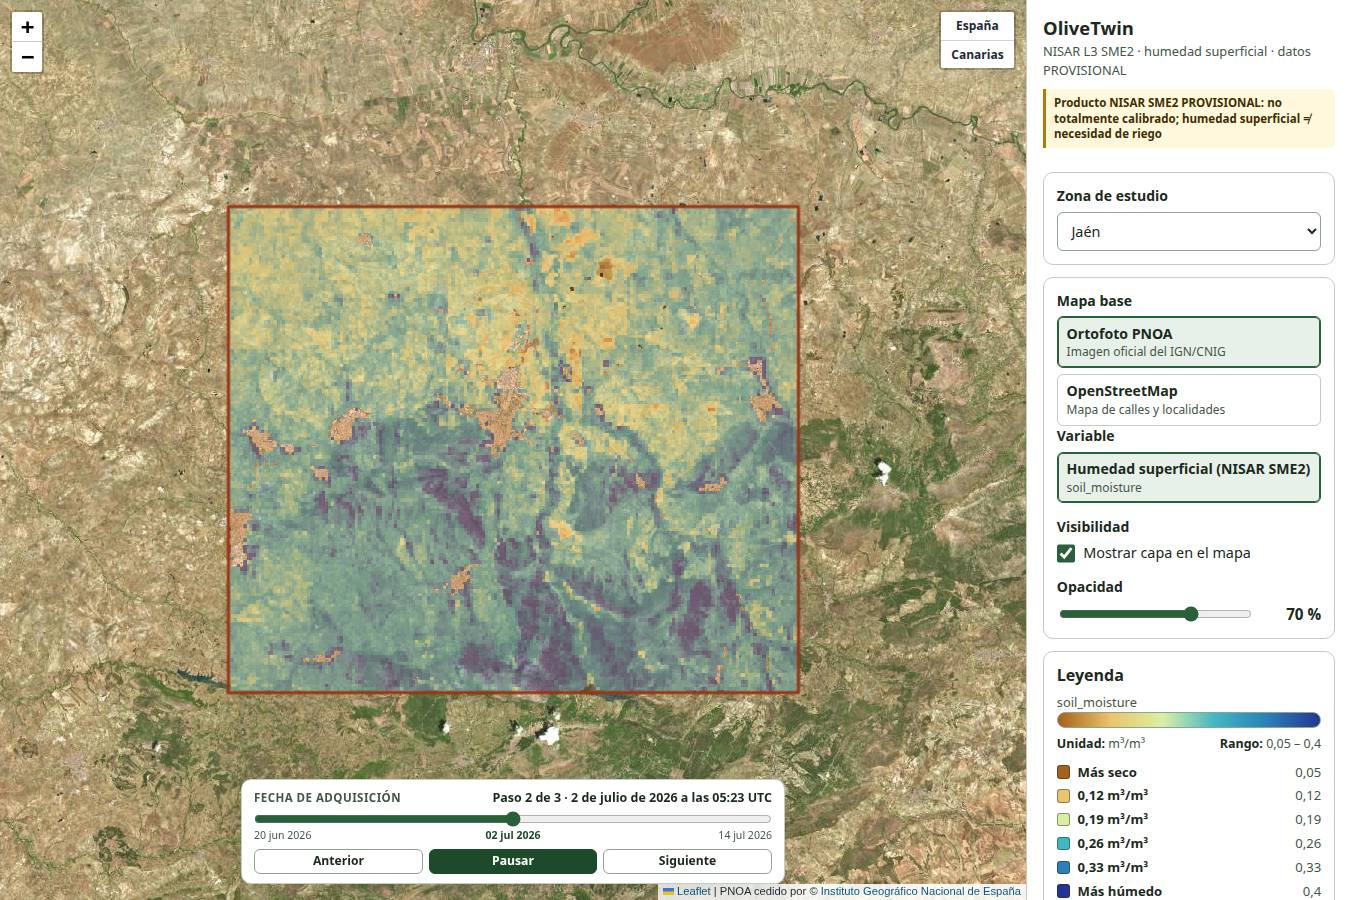 +
−
España
Canarias
OliveTwin
NISAR L3 SME2 · humedad superficial · datos
PROVISIONAL
Producto NISAR SME2 PROVISIONAL: no
totalmente calibrado; humedad superficial ≠
necesidad de riego
Zona de estudio
Jaén
Mapa base
Ortofoto PNOA
Imagen oficial del IGN/CNIG
OpenStreetMap
Mapa de calles y localidades
Variable
Humedad superficial (NISAR SME2)
soil_moisture
Visibilidad
Mostrar capa en el mapa
Opacidad
70 %
Leyenda
soil_moisture
Unidad: m³/m³ Rango: 0,05 – 0,4
Más seco 0,05
0,12 m³/m³ 0,12
0,19 m³/m³ 0,19
0,26 m³/m³ 0,26
0,33 m³/m³ 0,33
Más húmedo 0,4
FECHA DE ADQUISICIÓN Paso 2 de 3 · 2 de julio de 2026 a las 05:23 UTC
20 jun 2026 02 jul 2026 14 jul 2026
Anterior Pausar Siguiente
Leaflet | PNOA cedido por © Instituto Geográfico Nacional de España